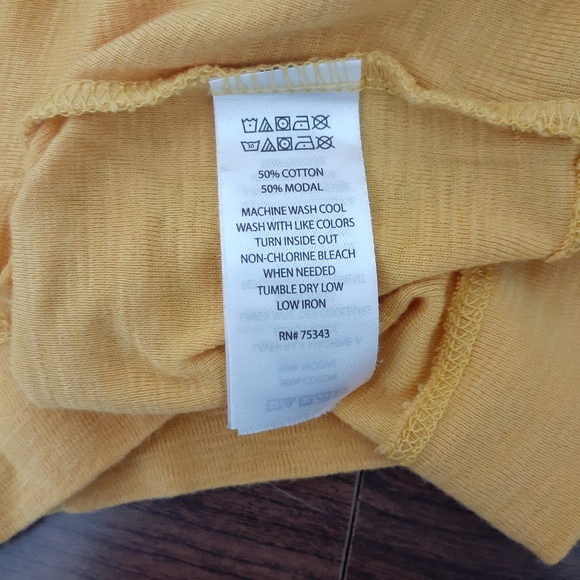 50% COTTON
50% MODAL
MACHINE WASH COOL
WASH WITH LIKE COLORS
TURN INSIDE OUT
NON-CHLORINE BLEACH
WHEN NEEDED
TUMBLE DRY LOW
LOW IRON
RN# 75343